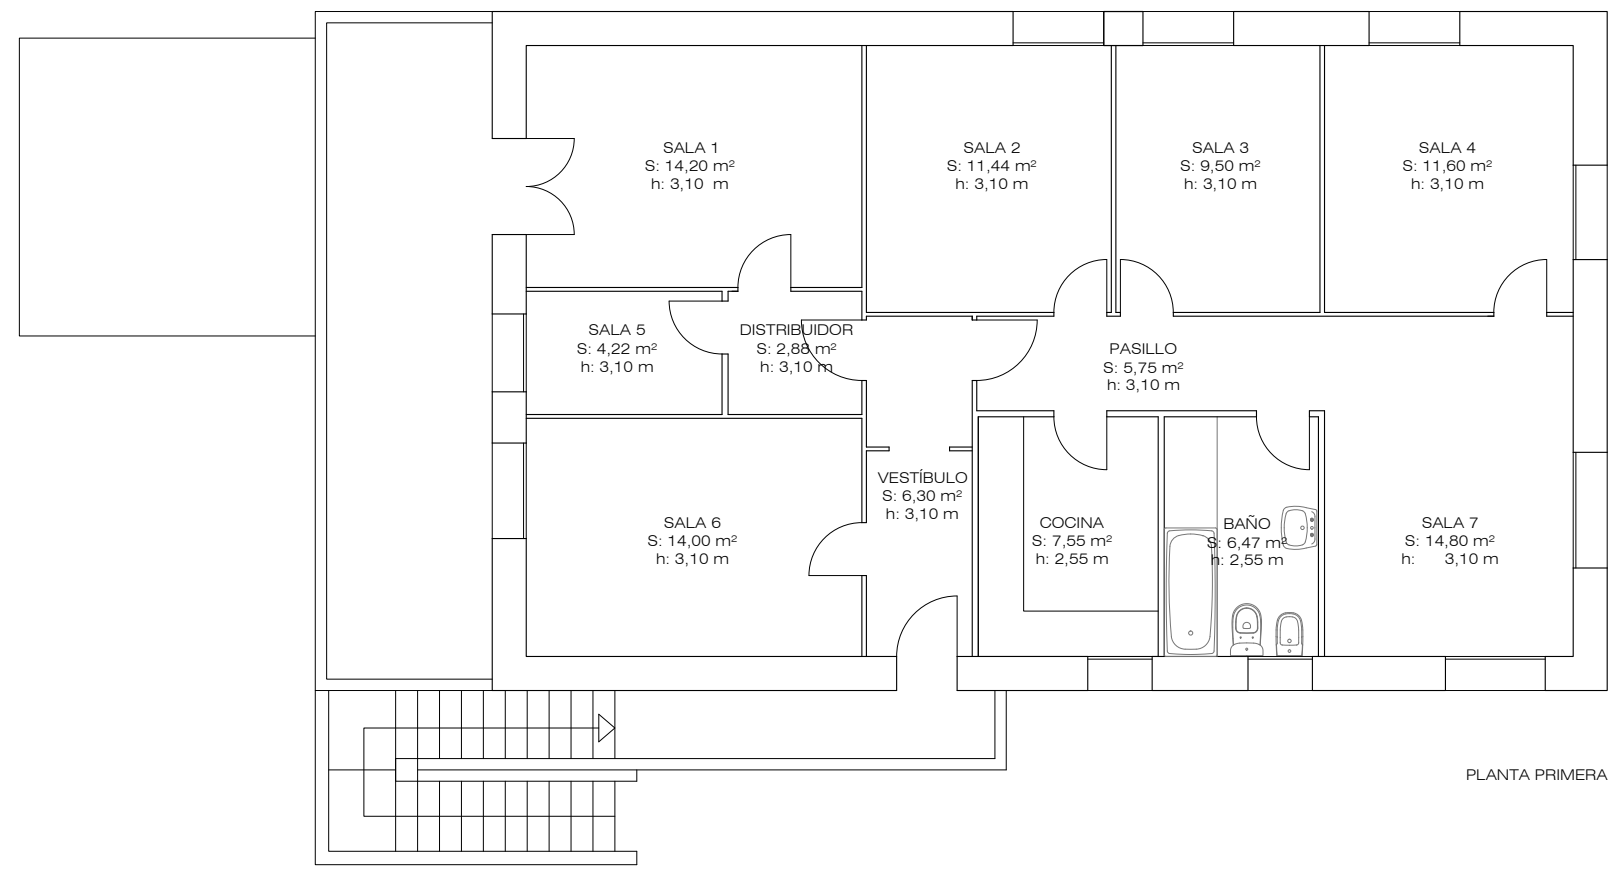 SALA 1
S: 14,20 m²
h: 3,10 m
SALA 2
S: 11,44 m²
h: 3,10 m
SALA 3
S: 9,50 m²
h: 3,10 m
SALA 4
S: 11,60 m²
h: 3,10 m
SALA 5
S: 4,22 m²
h: 3,10 m
DISTRIBUIDOR
S: 2,88 m²
h: 3,10 m
PASILLO
S: 5,75 m²
h: 3,10 m
VESTÍBULO
S: 6,30 m²
h: 3,10 m
SALA 6
S: 14,00 m²
h: 3,10 m
COCINA
S: 7,55 m²
h: 2,55 m
BAÑO
S: 6,47 m²
h: 2,55 m
SALA 7
S: 14,80 m²
h: 3,10 m
PLANTA PRIMERA